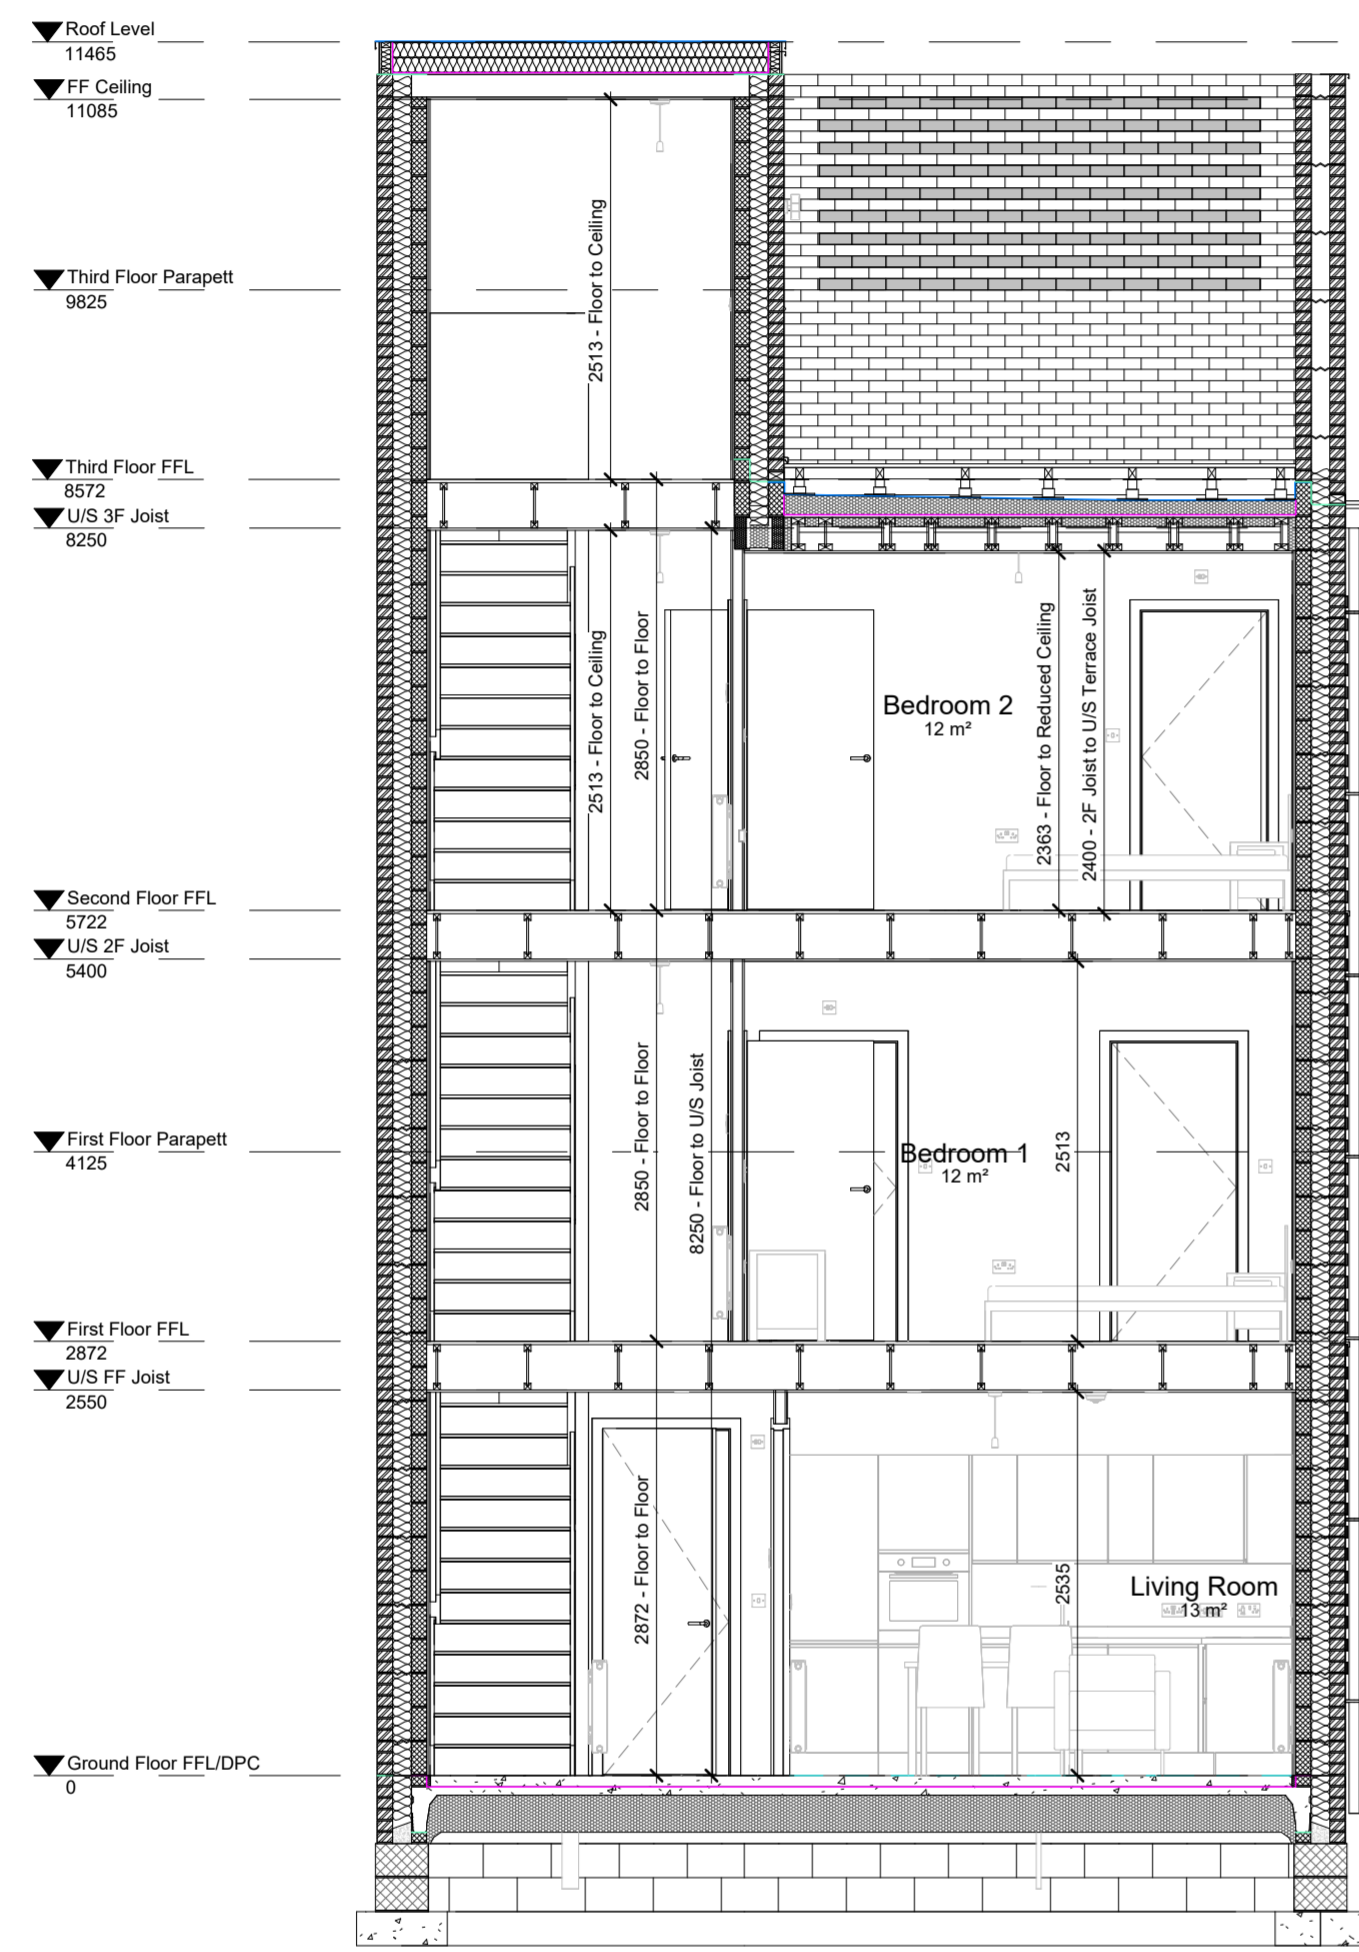 Roof Level
11465
FF Ceiling
11085
Third Floor Parapett
9825
Third Floor FFL
8572
U/S 3F Joist
8250
Second Floor FFL
5722
U/S 2F Joist
5400
First Floor Parapett
4125
First Floor FFL
2872
U/S FF Joist
2550
Ground Floor FFL/DPC
0
2513 - Floor to Ceiling
2513 - Floor to Ceiling
2850 - Floor to Floor
Bedroom 2
12 m²
2363 - Floor to Reduced Ceiling
2400 - 2F Joist to U/S Terrace Joist
2850 - Floor to Floor
8250 - Floor to U/S Joist
Bedroom 1
12 m²
2513
2872 - Floor to Floor
2535
Living Room
13 m²